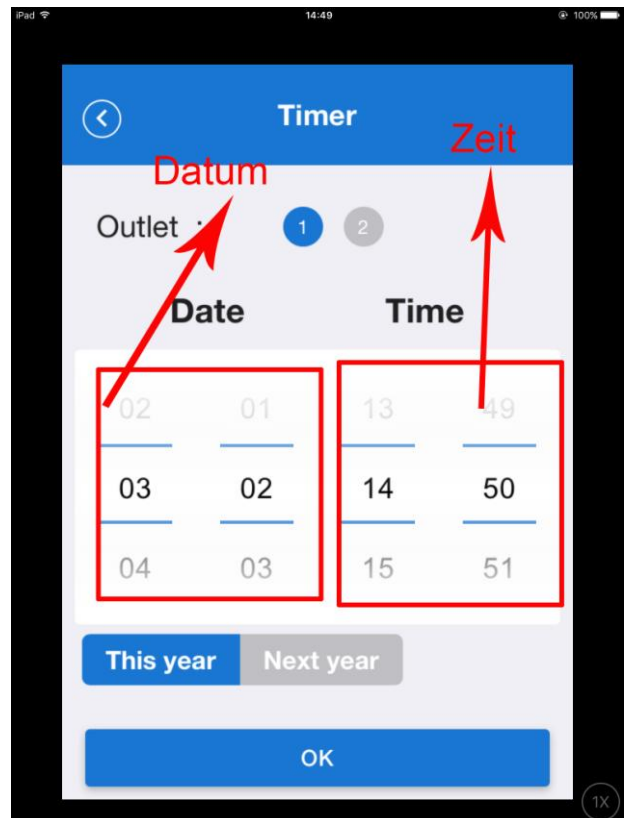 iPad 14:49 100%
Timer
Zeit
Datum
Outlet : 1 2
Date Time
02 01 13 49
03 02 14 50
04 03 15 51
This year Next year
OK
1X